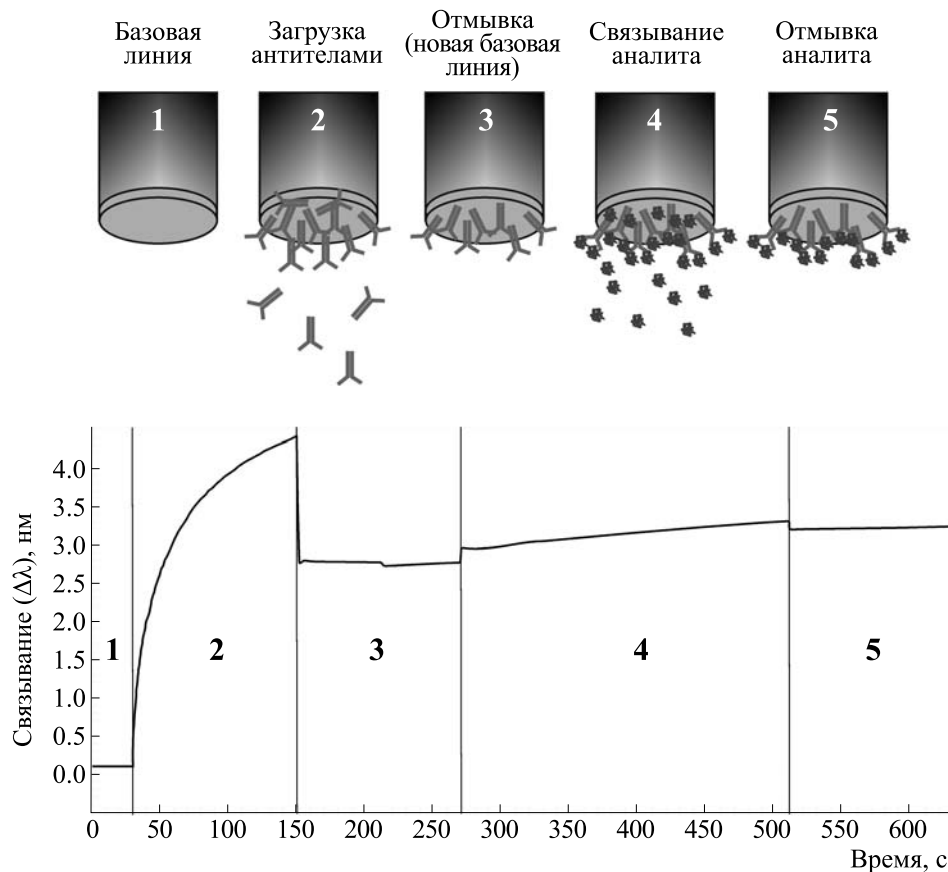 Базовая
линия
Загрузка
антителами
Отмывка
(новая базовая
линия)
Связывание
аналита
Отмывка
аналита
1
2
3
4
5
Связывание (Δλ), нм
4.0
3.5
3.0
2.5
2.0
1.5
1.0
0.5
0.0
1
2
3
4
5
0 50 100 150 200 250 300 350 400 450 500 550 600
Время, с